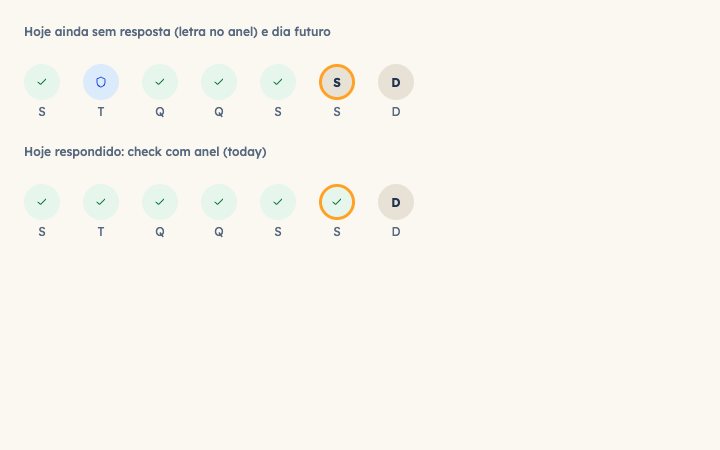 Hoje ainda sem resposta (letra no anel) e dia futuro
S D
S T Q Q S S D
Hoje respondido: check com anel (today)
D
S T Q Q S S D